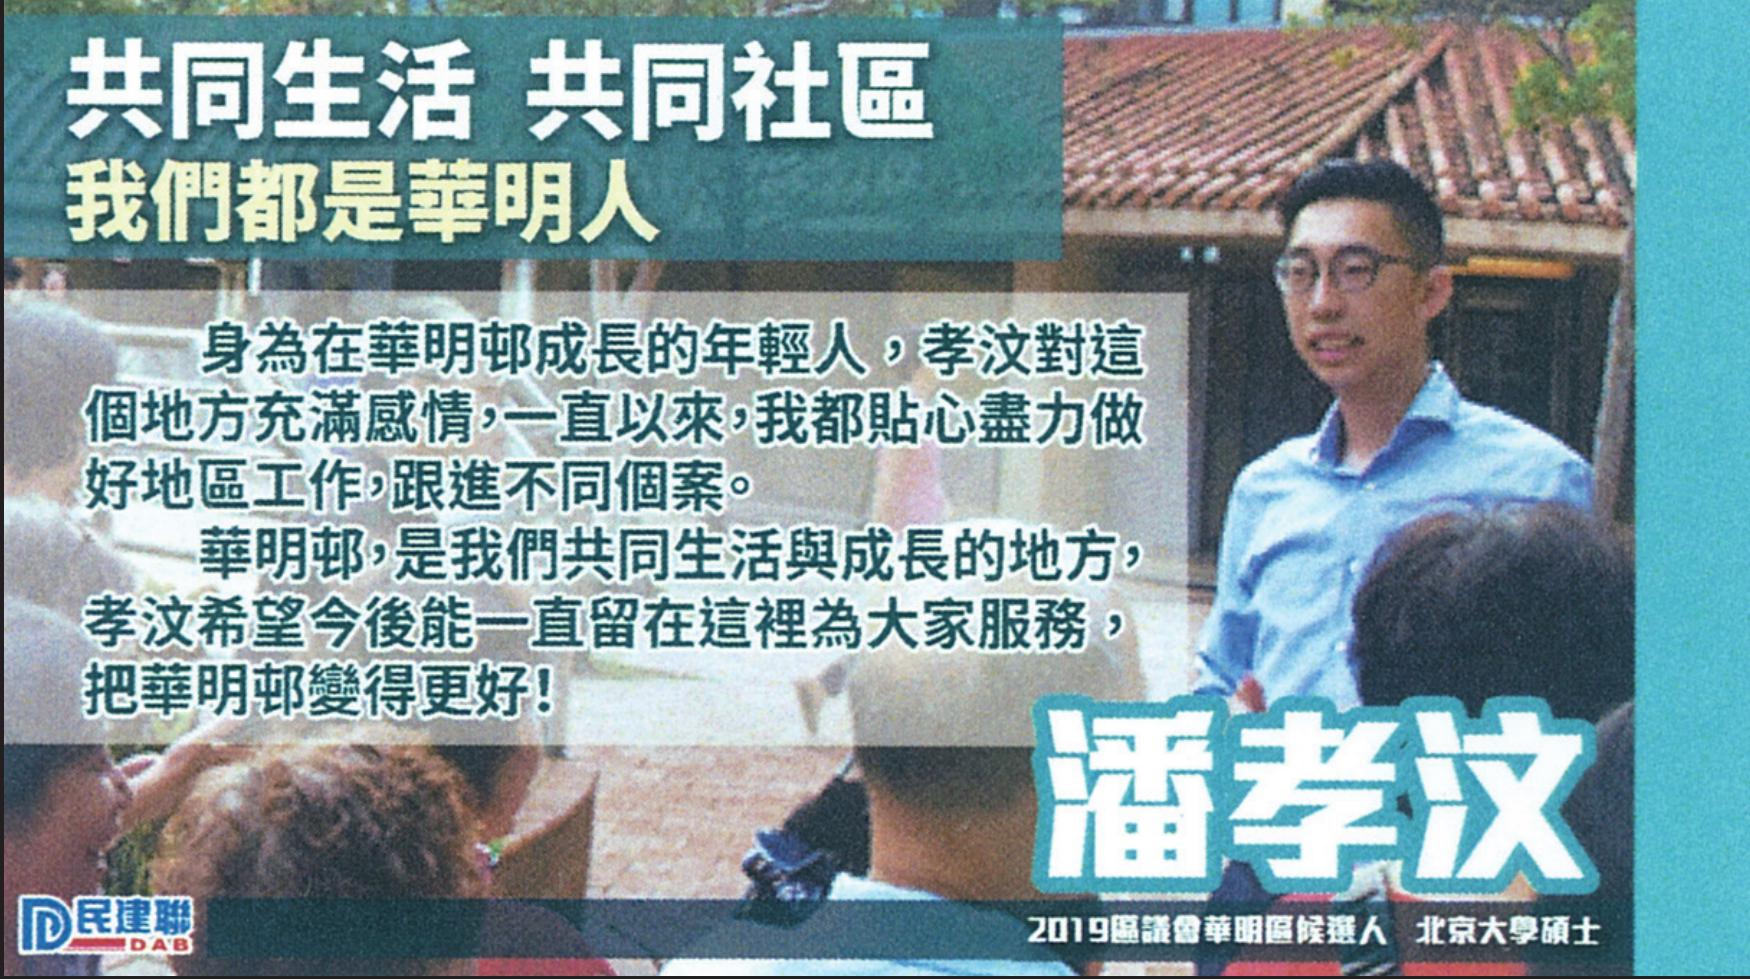 共同生活 共同社區
我們都是華明人
身為在華明邨成長的年輕人，孝汶對這
個地方充滿感情，一直以來，我都貼心盡力做
好地區工作，跟進不同個案。
華明邨，是我們共同生活與成長的地方，
孝汶希望今後能一直留在這裡為大家服務，
把華明邨變得更好！
潘孝汶
民建聯
DAB
2019區議會華明區候選人 北京大學碩士